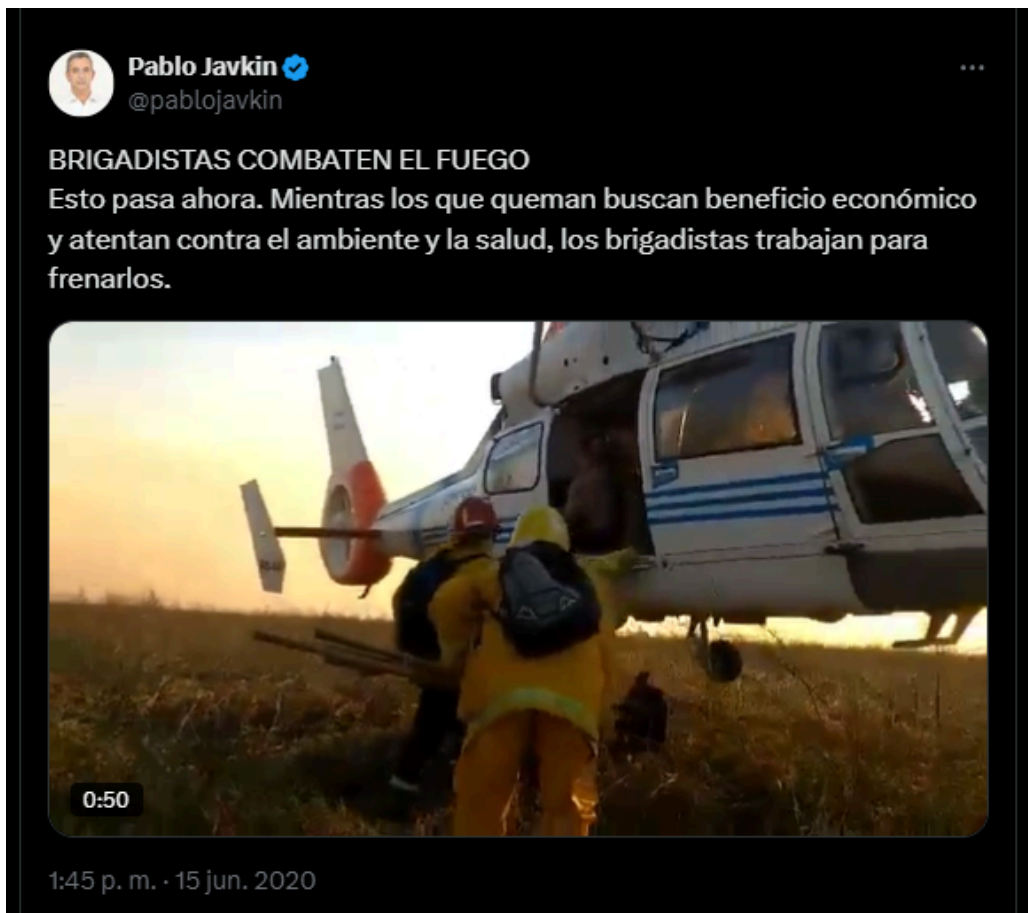 Pablo Javkin
@pablojavkin
BRIGADISTAS COMBATEN EL FUEGO
Esto pasa ahora. Mientras los que queman buscan beneficio económico
y atentan contra el ambiente y la salud, los brigadistas trabajan para
frenarlos.
0:50
1:45 p. m. · 15 jun. 2020